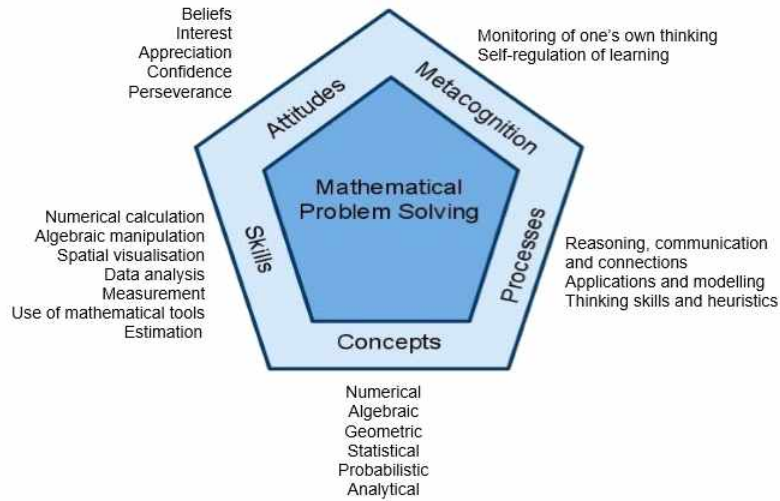 Beliefs
Interest
Appreciation
Confidence
Perseverance
Monitoring of one's own thinking
Self-regulation of learning
Attitudes
Metacognition
Mathematical
Problem Solving
Numerical calculation
Algebraic manipulation
Spatial visualisation
Data analysis
Measurement
Use of mathematical tools
Estimation
Skills
Processes
Reasoning, communication
and connections
Applications and modelling
Thinking skills and heuristics
Concepts
Numerical
Algebraic
Geometric
Statistical
Probabilistic
Analytical